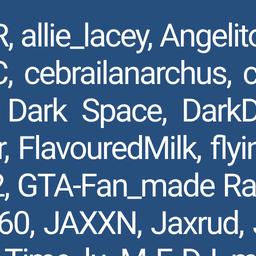 R, allie_lacey, Angelito
C, cebrailanarchus, c
Dark Space, DarkD
r, FlavouredMilk, flyin
2, GTA-Fan_made Ra
60, JAXXN, Jaxrud, J